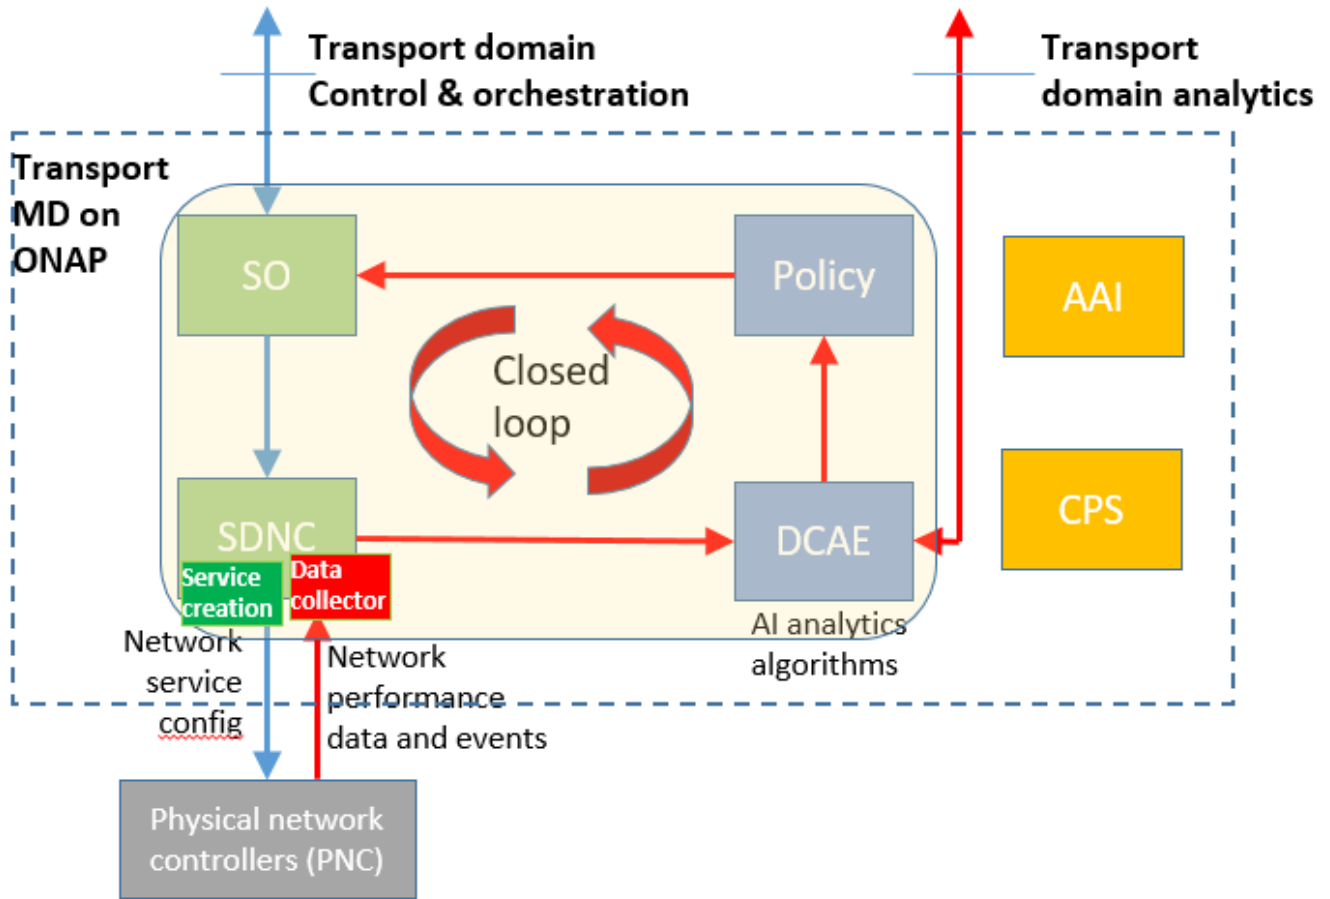 Transport domain
Control & orchestration
Transport
domain analytics
Transport
MD on
ONAP
SO
Policy
AAI
Closed
loop
CPS
SDNC
DCAE
Service
creation
Data
collector
AI analytics
algorithms
Network
service
config
Network
performance
data and events
Physical network
controllers (PNC)